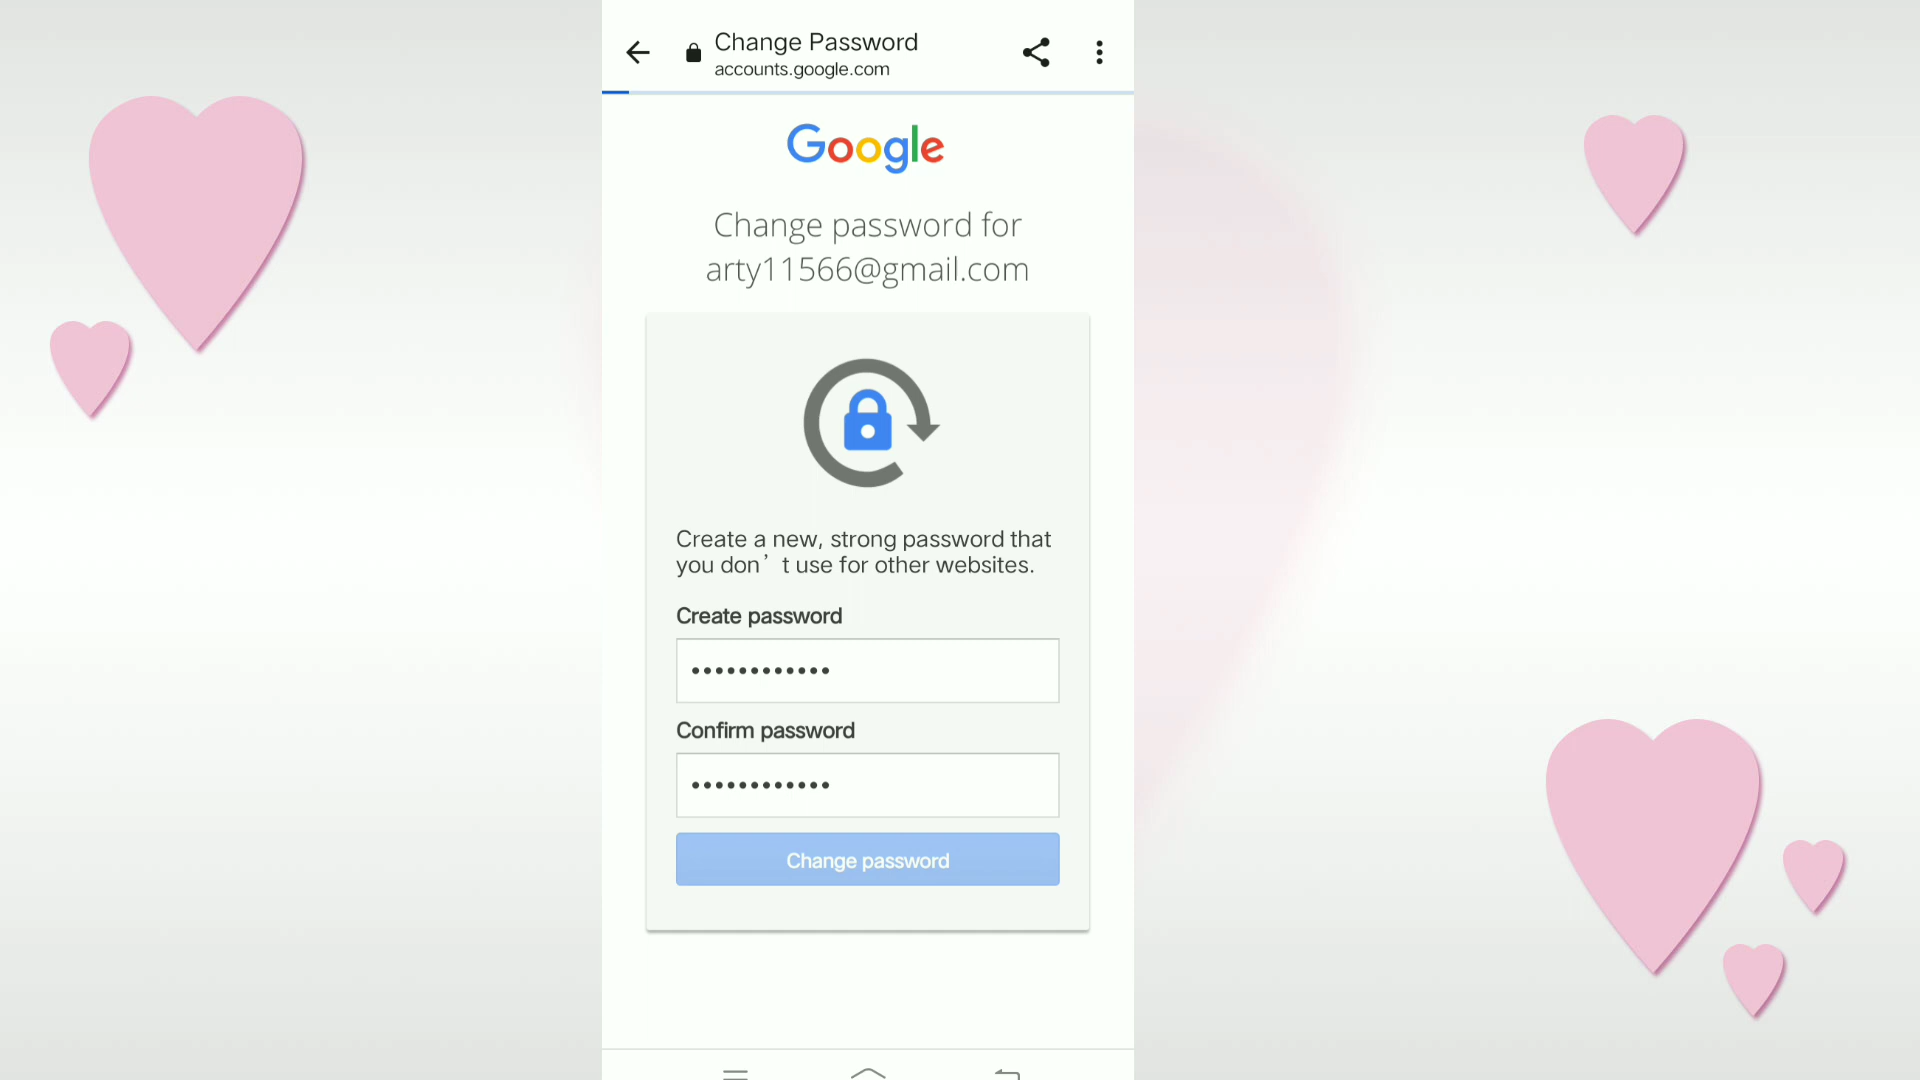 Change Password
accounts.google.com
Google
Change password for
arty11566@gmail.com
Create a new, strong password that
you don’t use for other websites.
Create password
••••••••••••
Confirm password
••••••••••••
Change password